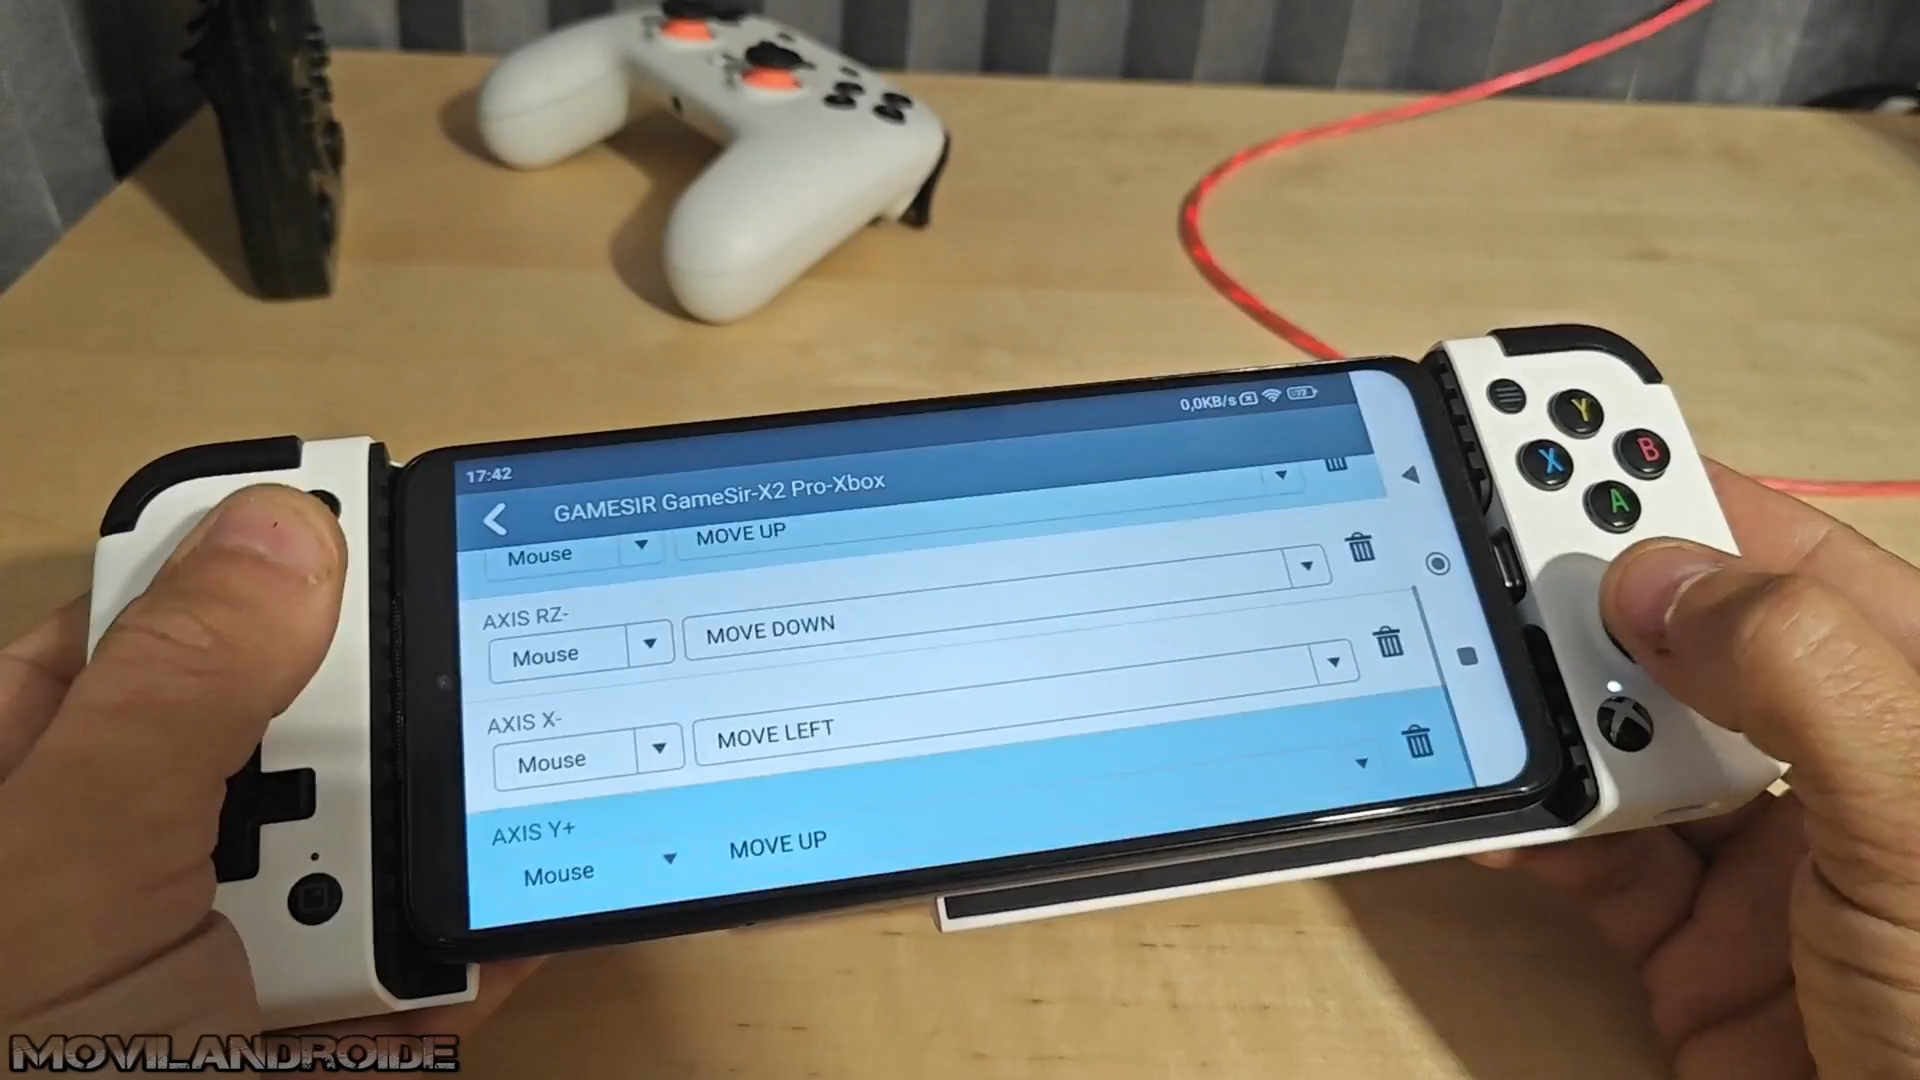 17:42
0,0KB/s
77
GAMESIR GameSir-X2 Pro-Xbox
Mouse
MOVE UP
AXIS RZ-
Mouse
MOVE DOWN
AXIS X-
Mouse
MOVE LEFT
AXIS Y+
Mouse
MOVE UP
Y
X
B
A
MOVILANDROIDE